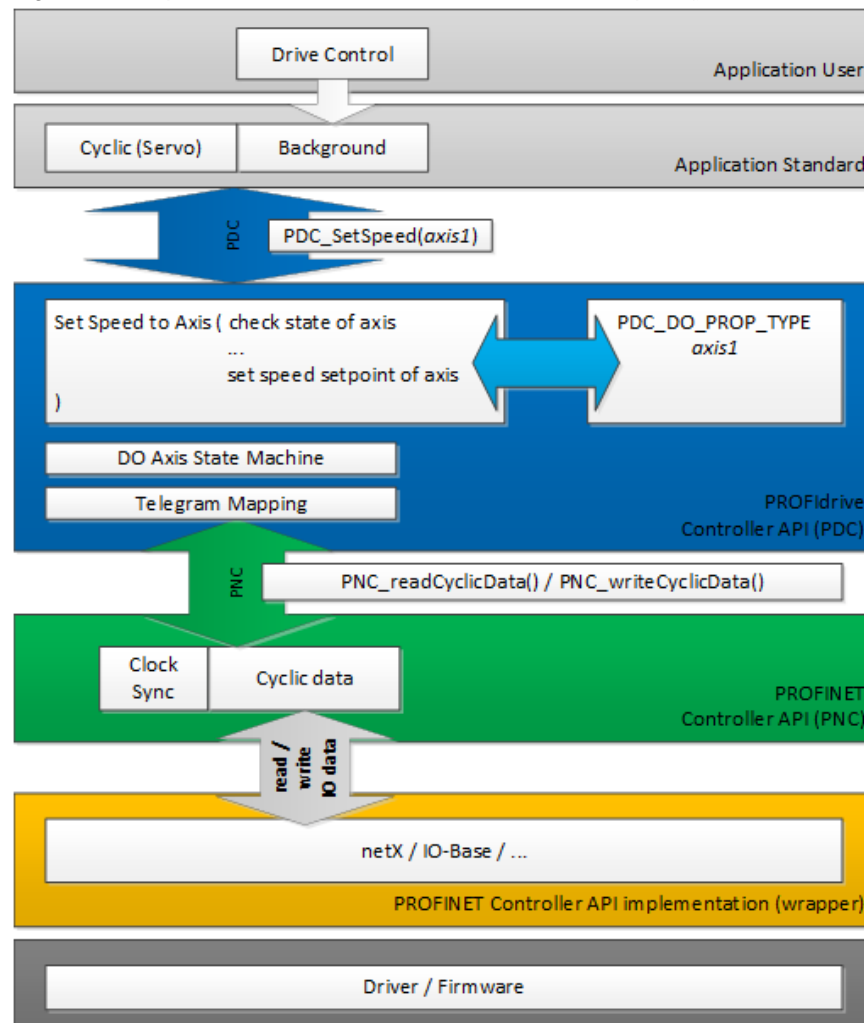 Drive Control
Application User
Cyclic (Servo)
Background
Application Standard
PDC
PDC_SetSpeed(axis1)
Set Speed to Axis ( check state of axis
...
set speed setpoint of axis
)
PDC_DO_PROP_TYPE
axis1
DO Axis State Machine
Telegram Mapping
PROFIdrive
Controller API (PDC)
PNC
PNC_readCyclicData() / PNC_writeCyclicData()
Clock
Sync
Cyclic data
PROFINET
Controller API (PNC)
read /
write
IO data
netX / IO-Base / ...
PROFINET Controller API implementation (wrapper)
Driver / Firmware